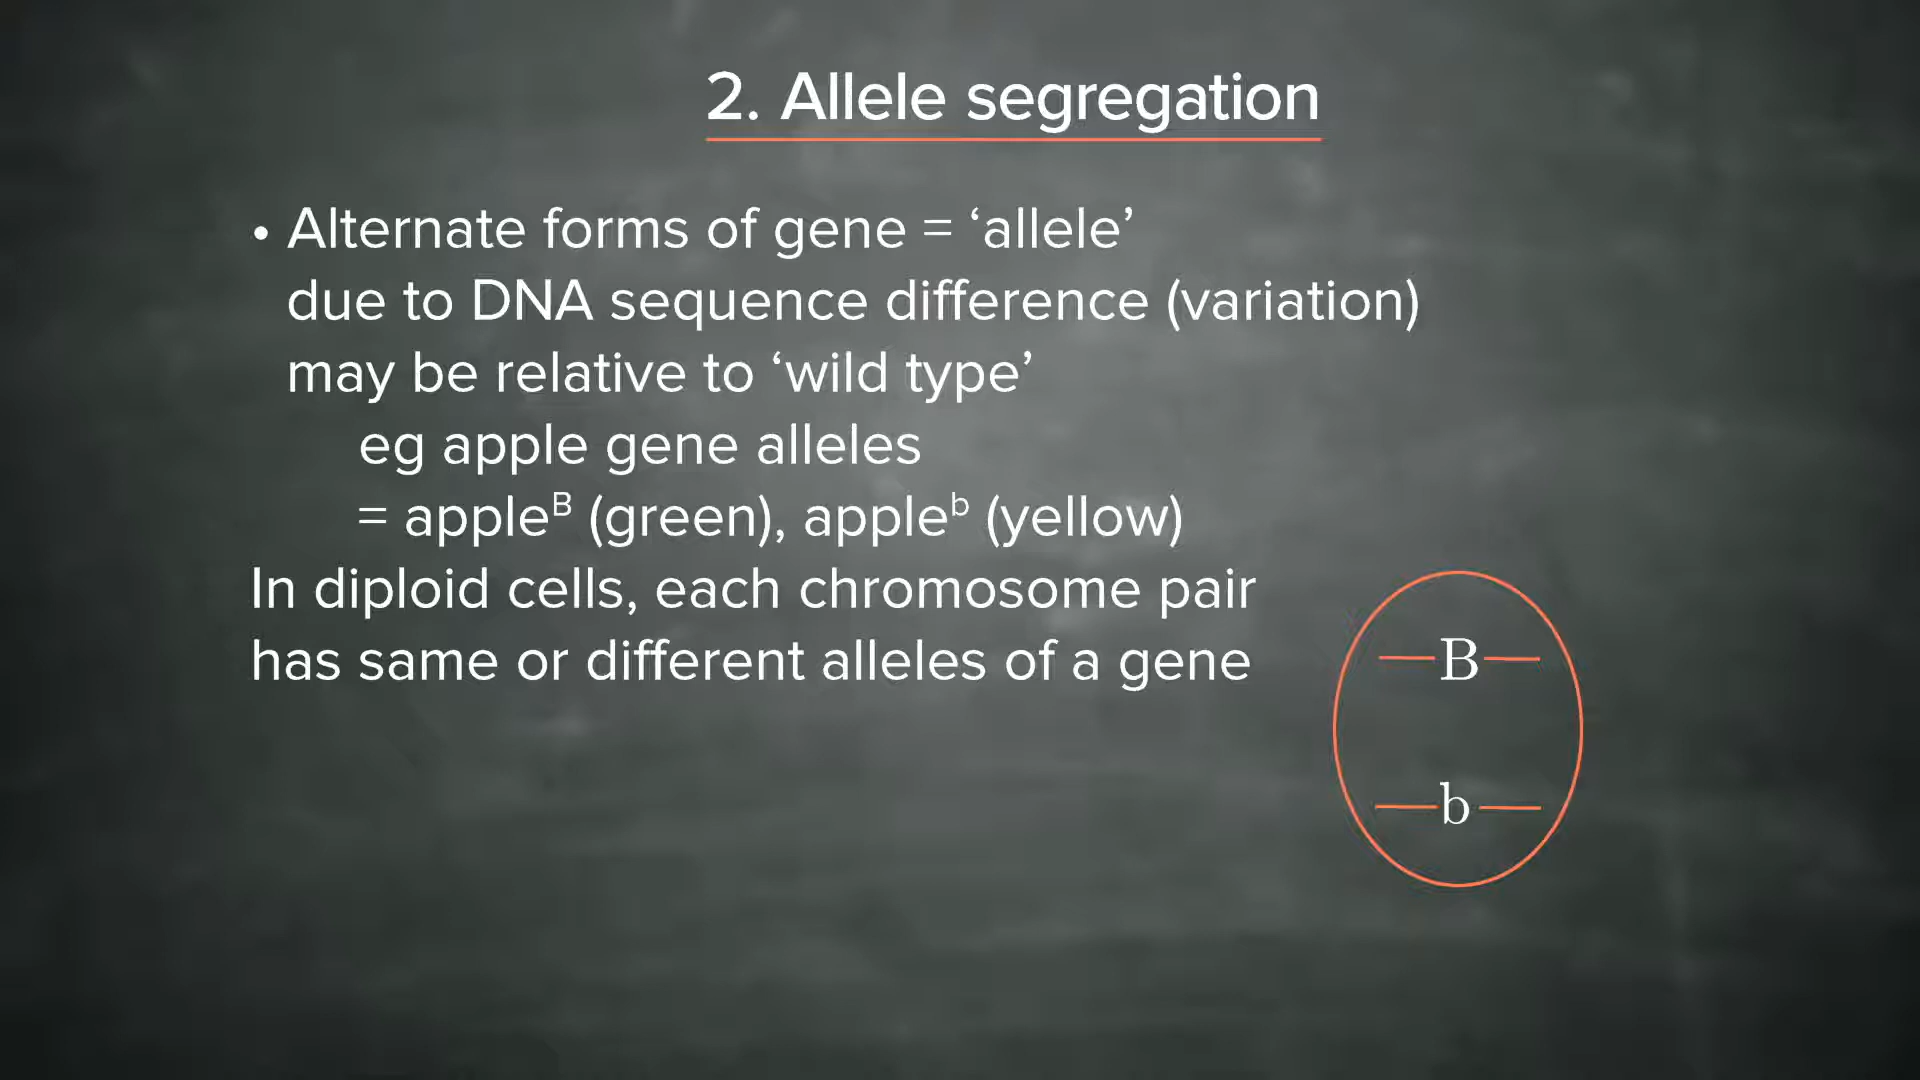 2. Allele segregation
• Alternate forms of gene = ‘allele’
due to DNA sequence difference (variation)
may be relative to ‘wild type’
eg apple gene alleles
= appleᴮ (green), appleᵇ (yellow)
In diploid cells, each chromosome pair
has same or different alleles of a gene
B
b